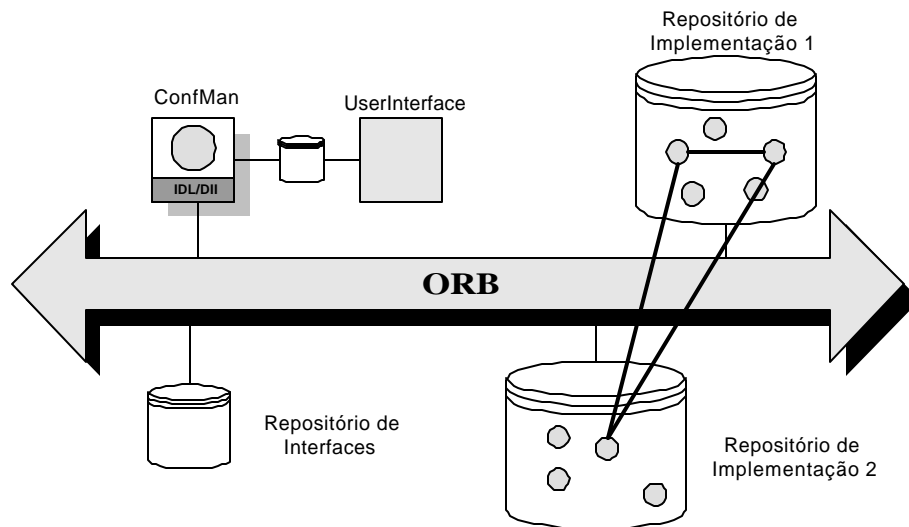 Repositório de
Implementação 1
ConfMan
UserInterface
IDL/DII
ORB
Repositório de
Interfaces
Repositório de
Implementação 2